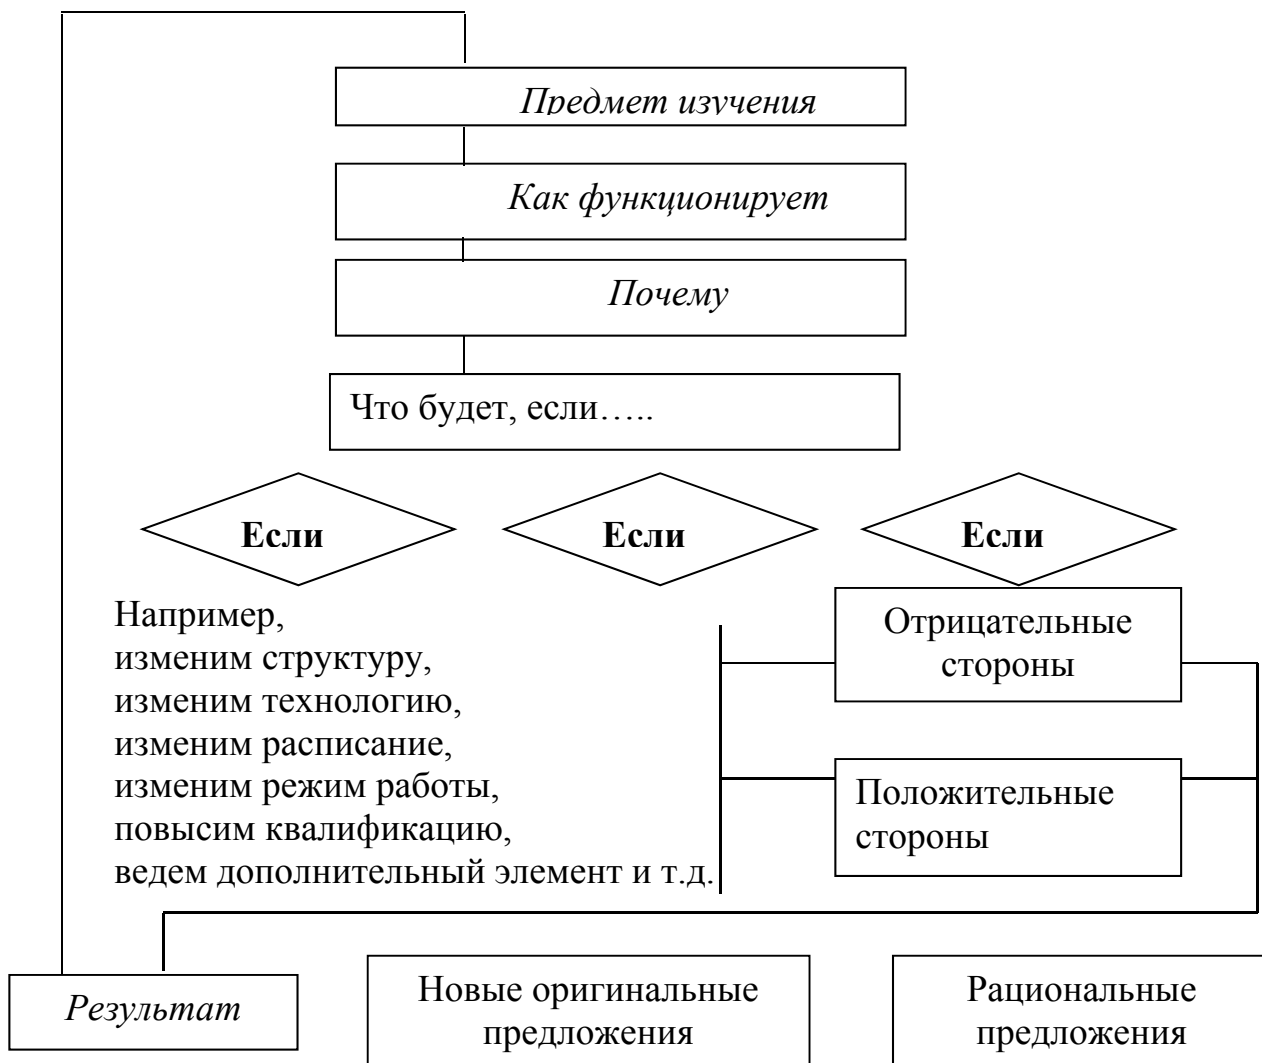 Предмет изучения
Как функционирует
Почему
Что будет, если…..
Если
Если
Если
Например,
изменим структуру,
изменим технологию,
изменим расписание,
изменим режим работы,
повысим квалификацию,
ведем дополнительный элемент и т.д.
Отрицательные
стороны
Положительные
стороны
Результат
Новые оригинальные
предложения
Рациональные
предложения